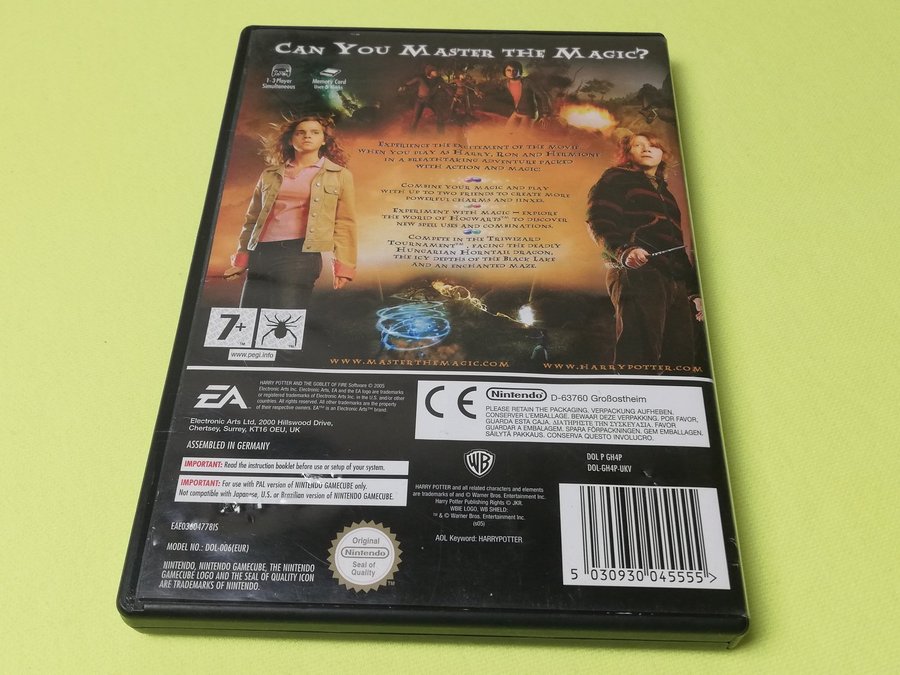 CAN YOU MASTER THE MAGIC?
1-3 Player
Simultaneous
Memory Card
EXPERIENCE THE EXCITEMENT OF THE MOVIE
WHEN YOU PLAY AS HARRY, RON AND HERMIONE
IN A BREATHTAKING ADVENTURE PACKED
WITH ACTION AND MAGIC!
COMBINE YOUR MAGIC AND PLAY
WITH UP TO TWO FRIENDS TO CREATE MORE
POWERFUL CHARMS AND JINXES.
EXPERIMENT WITH MAGIC – EXPLORE
THE WORLD OF HOGWARTS™ TO DISCOVER
NEW SPELL USES AND COMBINATIONS.
COMPETE IN THE TRIWIZARD
TOURNAMENT™, FACING THE DEADLY
HUNGARIAN HORNTAIL DRAGON,
THE ICY DEPTHS OF THE BLACK LAKE
AND AN ENCHANTED MAZE.
7+
www.pegi.info
WWW.MASTERTHEMAGIC.COM
WWW.HARRYPOTTER.COM
EA™
HARRY POTTER AND THE GOBLET OF FIRE Software © 2005
Electronic Arts Inc. Electronic Arts, EA and the EA logo are trademarks
or registered trademarks of Electronic Arts Inc. in the U.S. and/or other
countries. All rights reserved. All other trademarks are the property
of their respective owners. EA™ is an Electronic Arts™ brand.
Electronic Arts Ltd, 2000 Hillswood Drive,
Chertsey, Surrey, KT16 OEU, UK
ASSEMBLED IN GERMANY
IMPORTANT: Read the instruction booklet before use or setup of your system.
IMPORTANT: For use with PAL version of NINTENDO GAMECUBE only.
Not compatible with Japanese, U.S. or Brazilian version of NINTENDO GAMECUBE.
EAE03604778IS
MODEL NO.: DOL-006(EUR)
NINTENDO, NINTENDO GAMECUBE, THE NINTENDO
GAMECUBE LOGO AND THE SEAL OF QUALITY ICON
ARE TRADEMARKS OF NINTENDO.
Original
Nintendo
Seal of
Quality
CE
Nintendo D-63760 Großostheim
PLEASE RETAIN THE PACKAGING. VERPACKUNG AUFHEBEN.
CONSERVER L'EMBALLAGE. BEWAAR DEZE VERPAKKING. POR FAVOR,
GUARDA ESTA CAJA. ΔΙΑΤΗΡΗΣΤΕ ΤΗΝ ΣΥΣΚΕΥΑΣΙΑ. FAVOR
GUARDAR A EMBALAGEM. SPARA FÖRPACKNINGEN. GEM EMBALLAGEN.
SÄILYTÄ PAKKAUS. CONSERVA QUESTO INVOLUCRO.
WB
HARRY POTTER and all related characters and elements
are trademarks of and © Warner Bros. Entertainment Inc.
Harry Potter Publishing Rights © JKR.
WBIE LOGO, WB SHIELD:
™ & © Warner Bros. Entertainment Inc.
(s05)
AOL Keyword: HARRYPOTTER
DOL P GH4P
DOL-GH4P-UKV
5 030930 045555 >